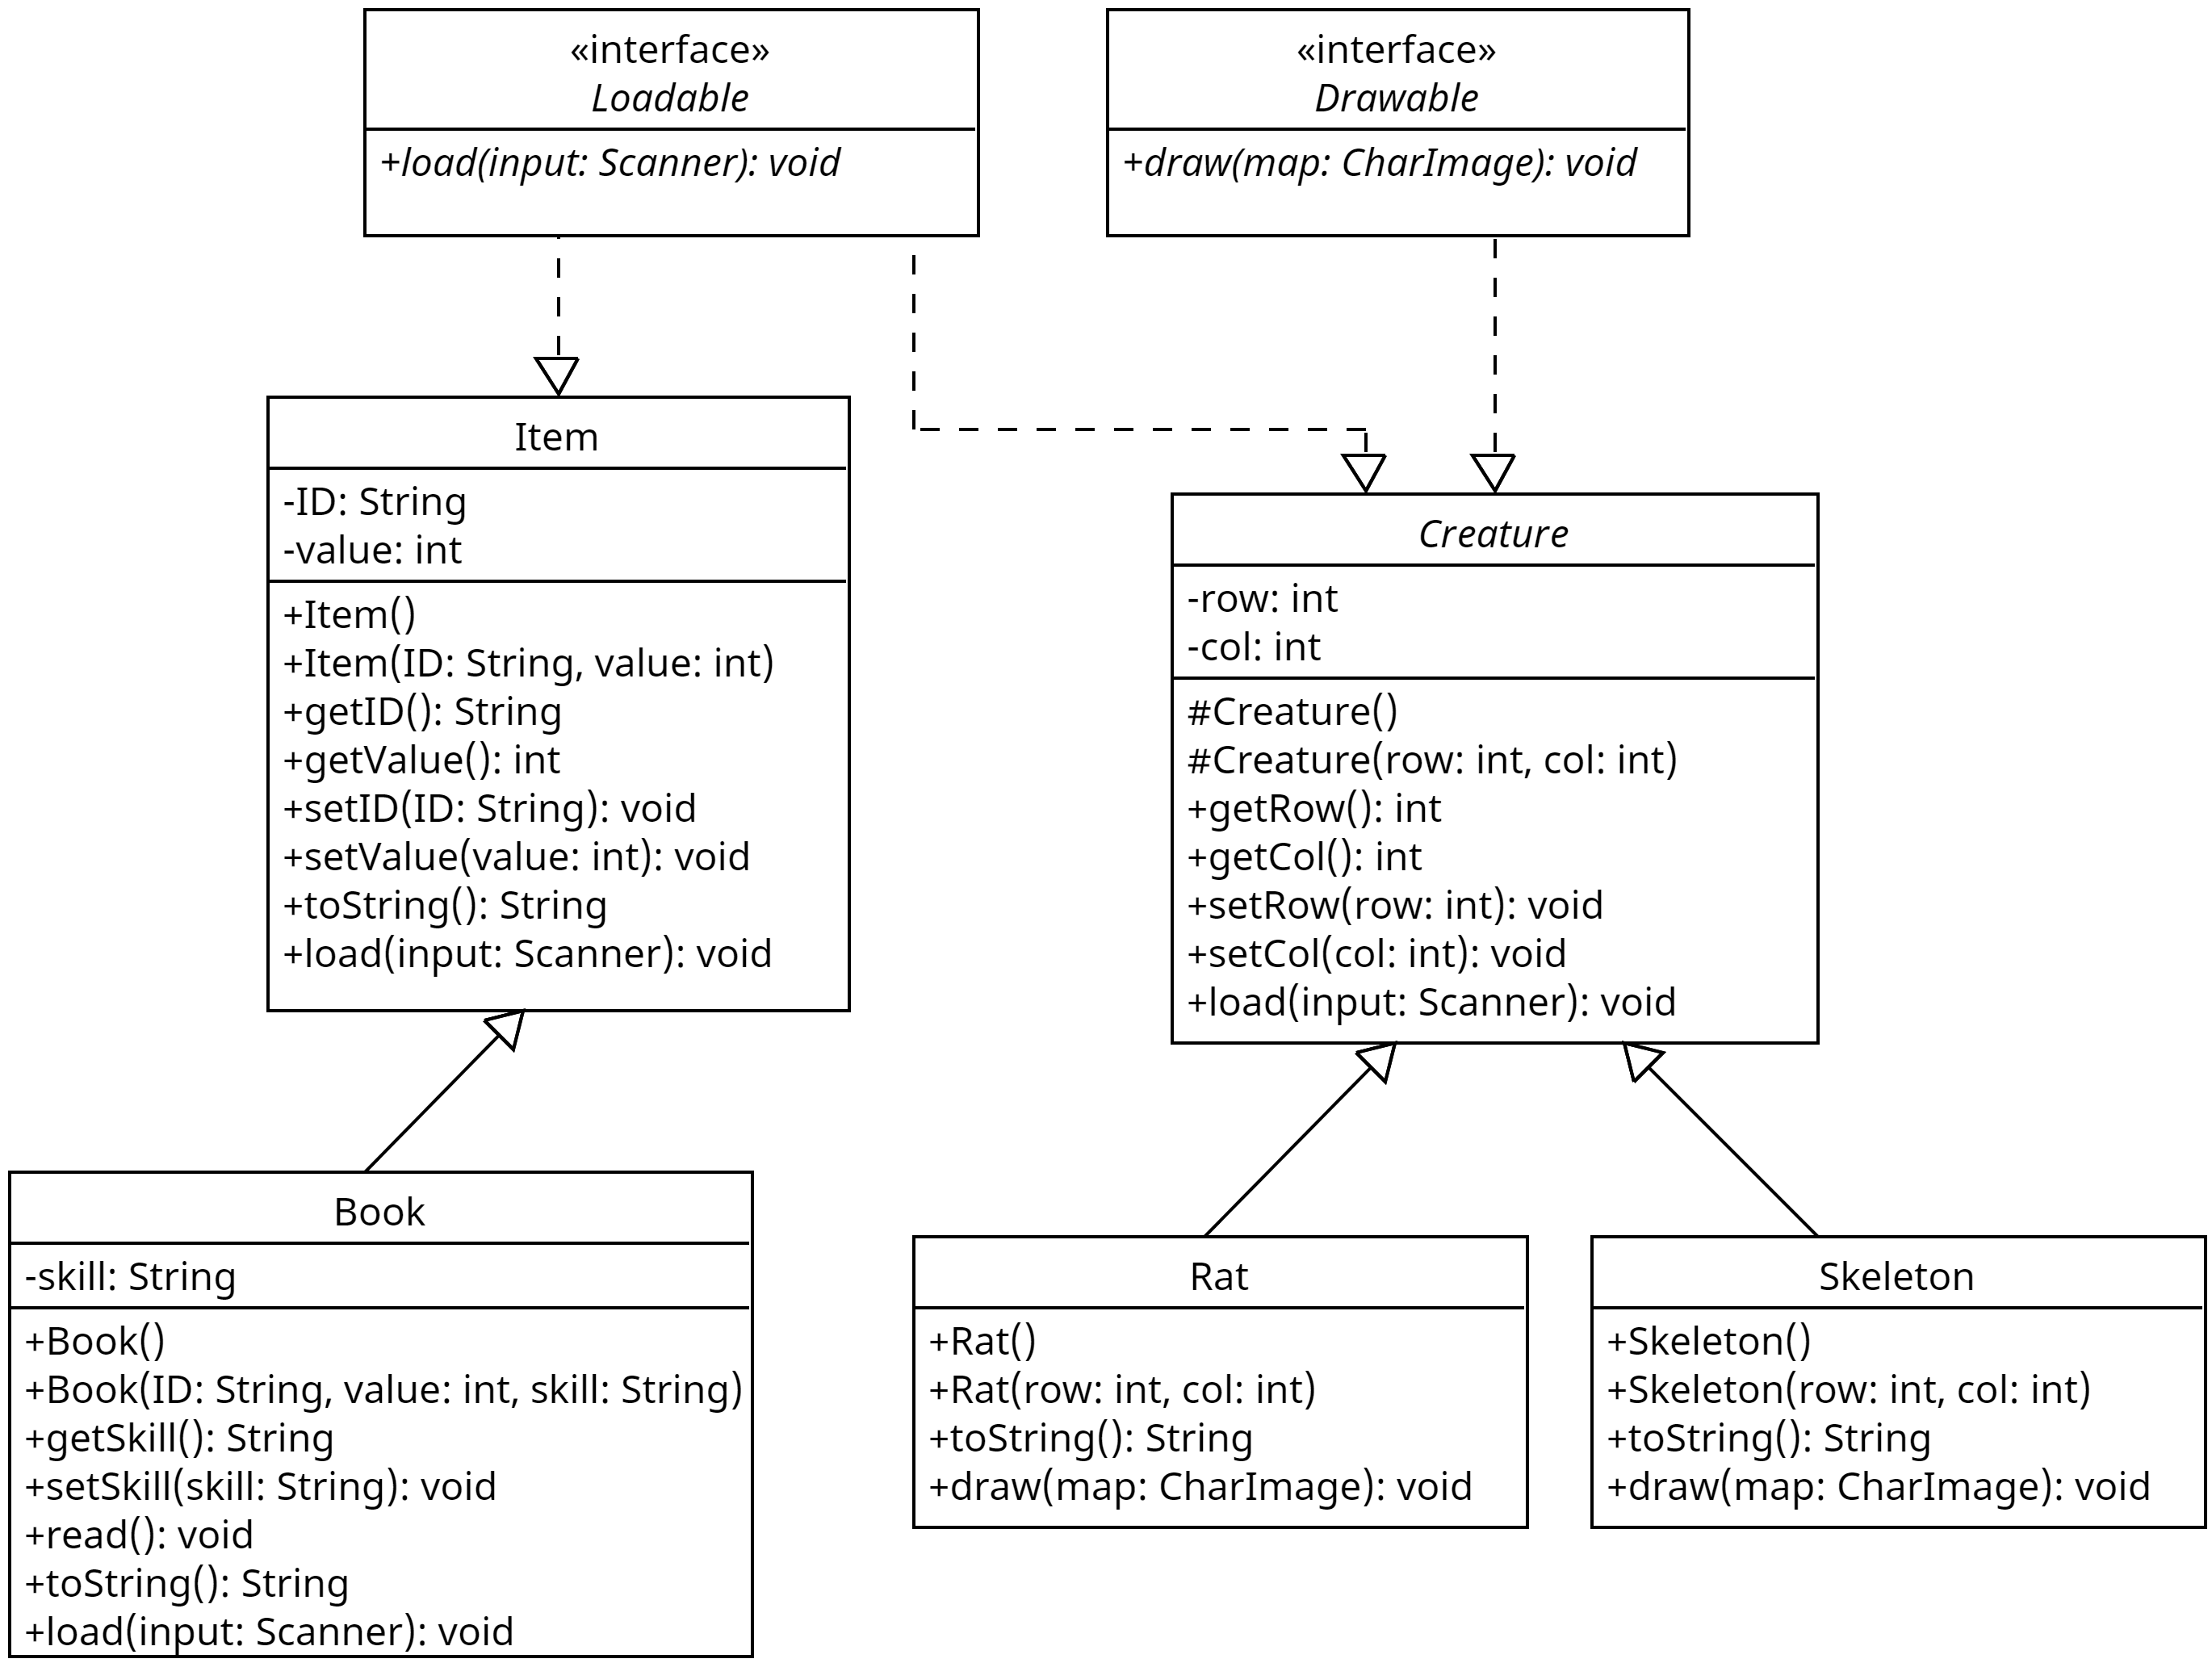 «interface»
Loadable
+load(input: Scanner): void
«interface»
Drawable
+draw(map: CharImage): void
Item
-ID: String
-value: int
+Item()
+Item(ID: String, value: int)
+getID(): String
+getValue(): int
+setID(ID: String): void
+setValue(value: int): void
+toString(): String
+load(input: Scanner): void
Creature
-row: int
-col: int
#Creature()
#Creature(row: int, col: int)
+getRow(): int
+getCol(): int
+setRow(row: int): void
+setCol(col: int): void
+load(input: Scanner): void
Book
-skill: String
+Book()
+Book(ID: String, value: int, skill: String)
+getSkill(): String
+setSkill(skill: String): void
+read(): void
+toString(): String
+load(input: Scanner): void
Rat
+Rat()
+Rat(row: int, col: int)
+toString(): String
+draw(map: CharImage): void
Skeleton
+Skeleton()
+Skeleton(row: int, col: int)
+toString(): String
+draw(map: CharImage): void